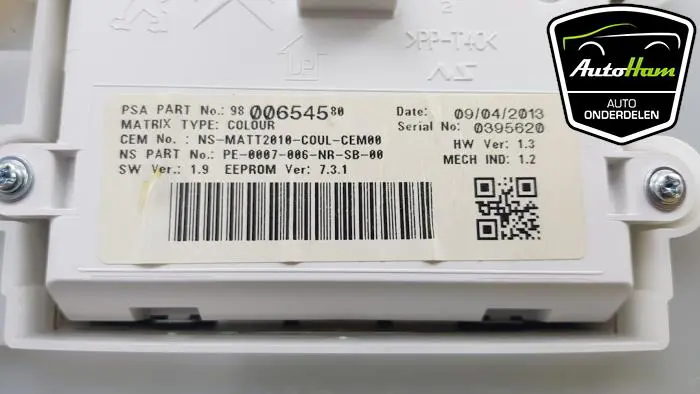 2
>PP-T40<
UP
AutoHam
AUTO
ONDERDELEN
PSA PART No.: 98 006545 80
MATRIX TYPE: COLOUR
CEM No.: NS-MATT2010-COUL-CEM00
NS PART No.: PE-0007-006-NR-SB-00
SW Ver.: 1.9 EEPROM Ver: 7.3.1
Date: 09/04/2013
Serial No: 0395620
HW Ver: 1.3
MECH IND: 1.2